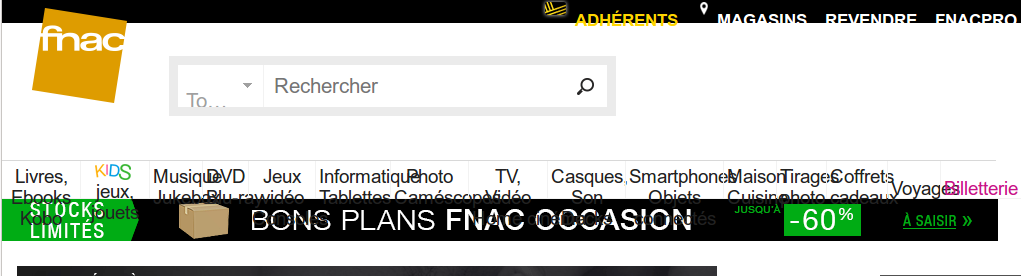 ADHÉRENTS MAGASINS REVENDRE FNACPRO
fnac
To... Rechercher
Livres, Ebooks Kobo
KIDS jeux, jouets
Musique Jukebox
DVD Blu-ray
Jeux vidéo consoles
Informatique Tablettes
Photo Caméscopes
TV, Vidéo Home cinéma
Casques, Son
Smartphones Objets connectés
Maison Cuisine
Tirages photo
Coffrets cadeaux
Voyages
Billetterie
STOCKS LIMITÉS
BONS PLANS FNAC OCCASION
JUSQU'À -60%
À SAISIR »